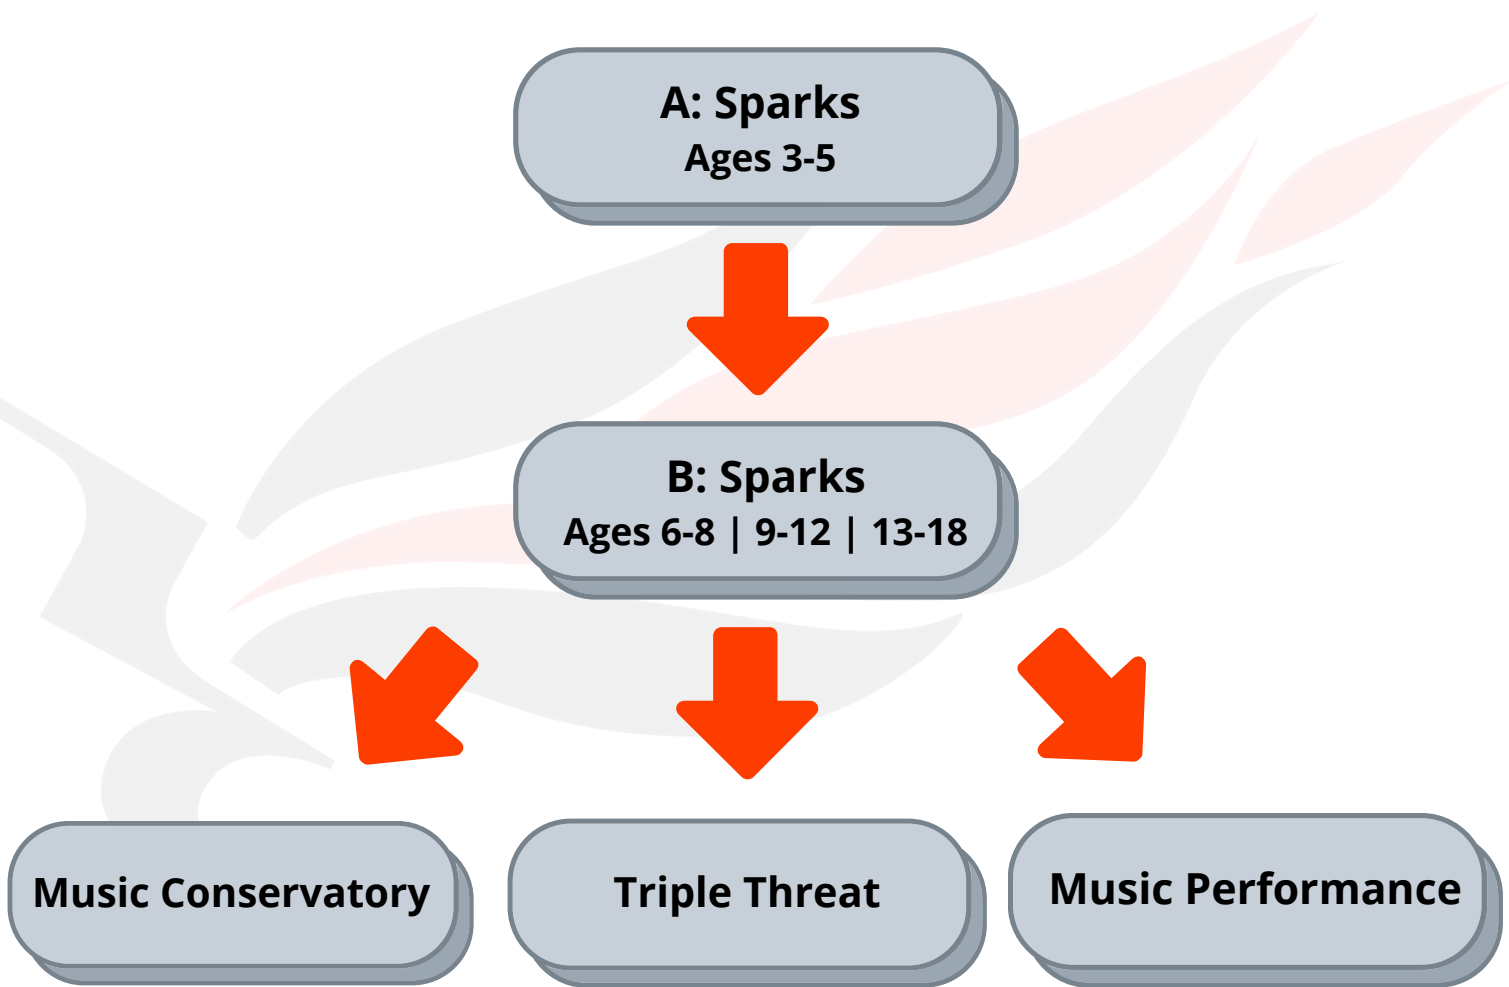 A: Sparks
Ages 3-5
B: Sparks
Ages 6-8 | 9-12 | 13-18
Music Conservatory
Triple Threat
Music Performance